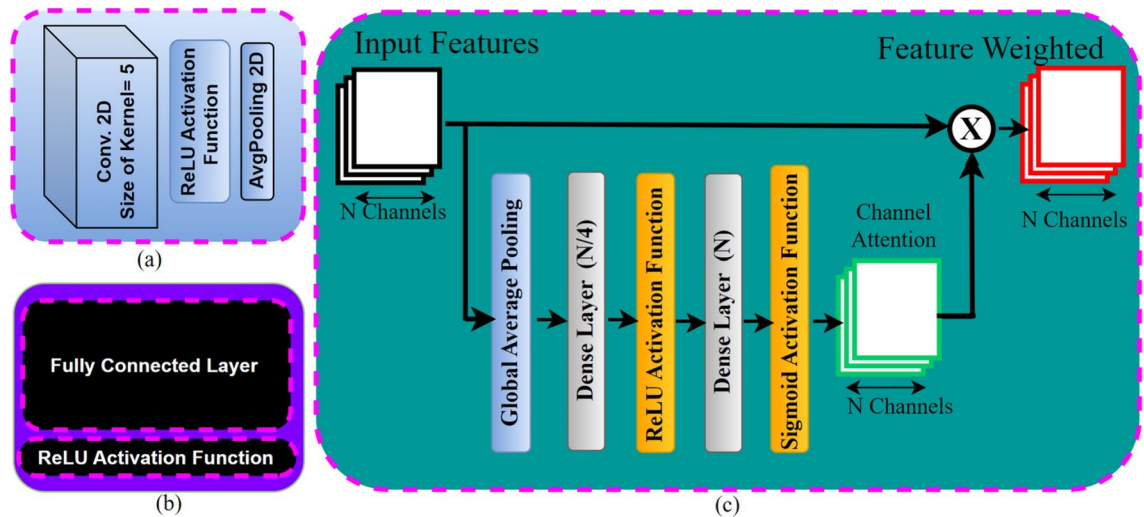 Conv. 2D
Size of Kernel= 5
ReLU Activation
Function
AvgPooling 2D
(a)
Fully Connected Layer
ReLU Activation Function
(b)
Input Features
N Channels
Global Average Pooling
Dense Layer (N/4)
ReLU Activation Function
Dense Layer (N)
Sigmoid Activation Function
Channel
Attention
N Channels
X
Feature Weighted
N Channels
(c)